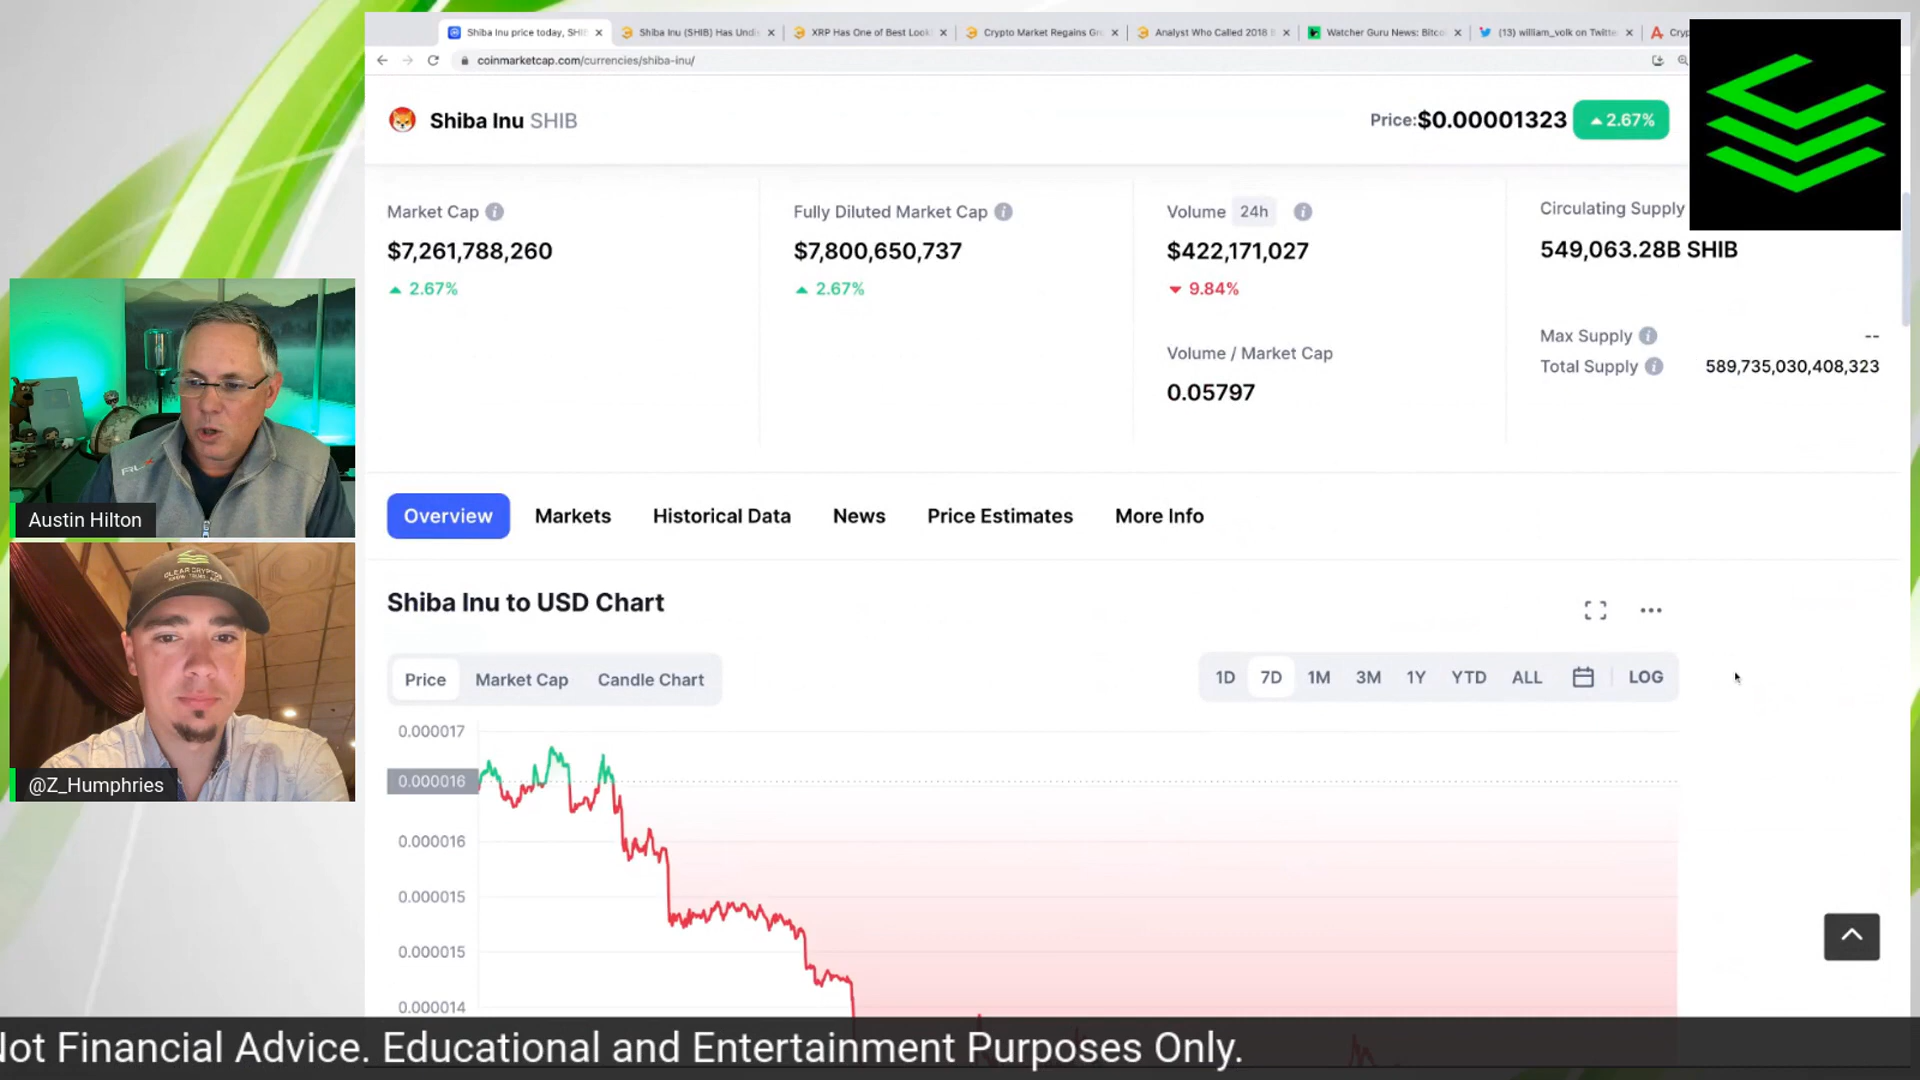 Shiba Inu price today, SHIB
Shiba Inu (SHIB) Has Undi
XRP Has One of Best Look
Crypto Market Regains Gr
Analyst Who Called 2018 B
Watcher Guru News: Bitco
(13) william_volk on Twitte
Cryp
coinmarketcap.com/currencies/shiba-inu/
Shiba Inu SHIB
Price:$0.00001323
2.67%
Market Cap
$7,261,788,260
2.67%
Fully Diluted Market Cap
$7,800,650,737
2.67%
Volume 24h
$422,171,027
9.84%
Volume / Market Cap
0.05797
Circulating Supply
549,063.28B SHIB
Max Supply --
Total Supply 589,735,030,408,323
Overview Markets Historical Data News Price Estimates More Info
Shiba Inu to USD Chart
Price Market Cap Candle Chart
1D 7D 1M 3M 1Y YTD ALL LOG
0.000017
0.000016
0.000016
0.000015
0.000015
0.000014
Austin Hilton
CLEAR CRYPTO
@Z_Humphries
Not Financial Advice. Educational and Entertainment Purposes Only.